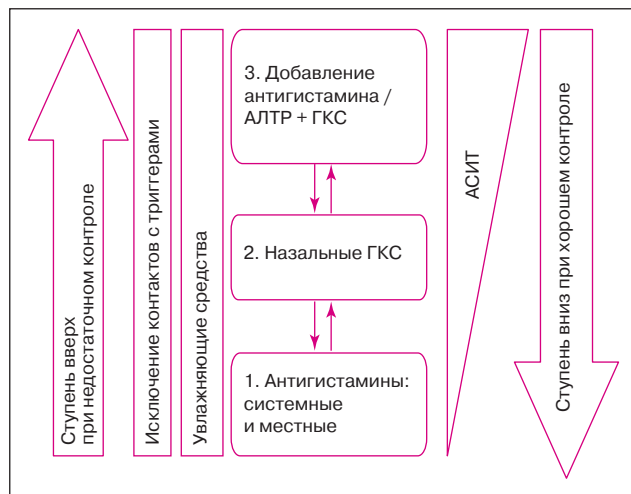 Ступень вверх
при недостаточном контроле
Исключение контактов с триггерами
Увлажняющие средства
3. Добавление
антигистамина /
АЛТР + ГКС
2. Назальные ГКС
1. Антигистамины:
системные
и местные
АСИТ
Ступень вниз при хорошем контроле